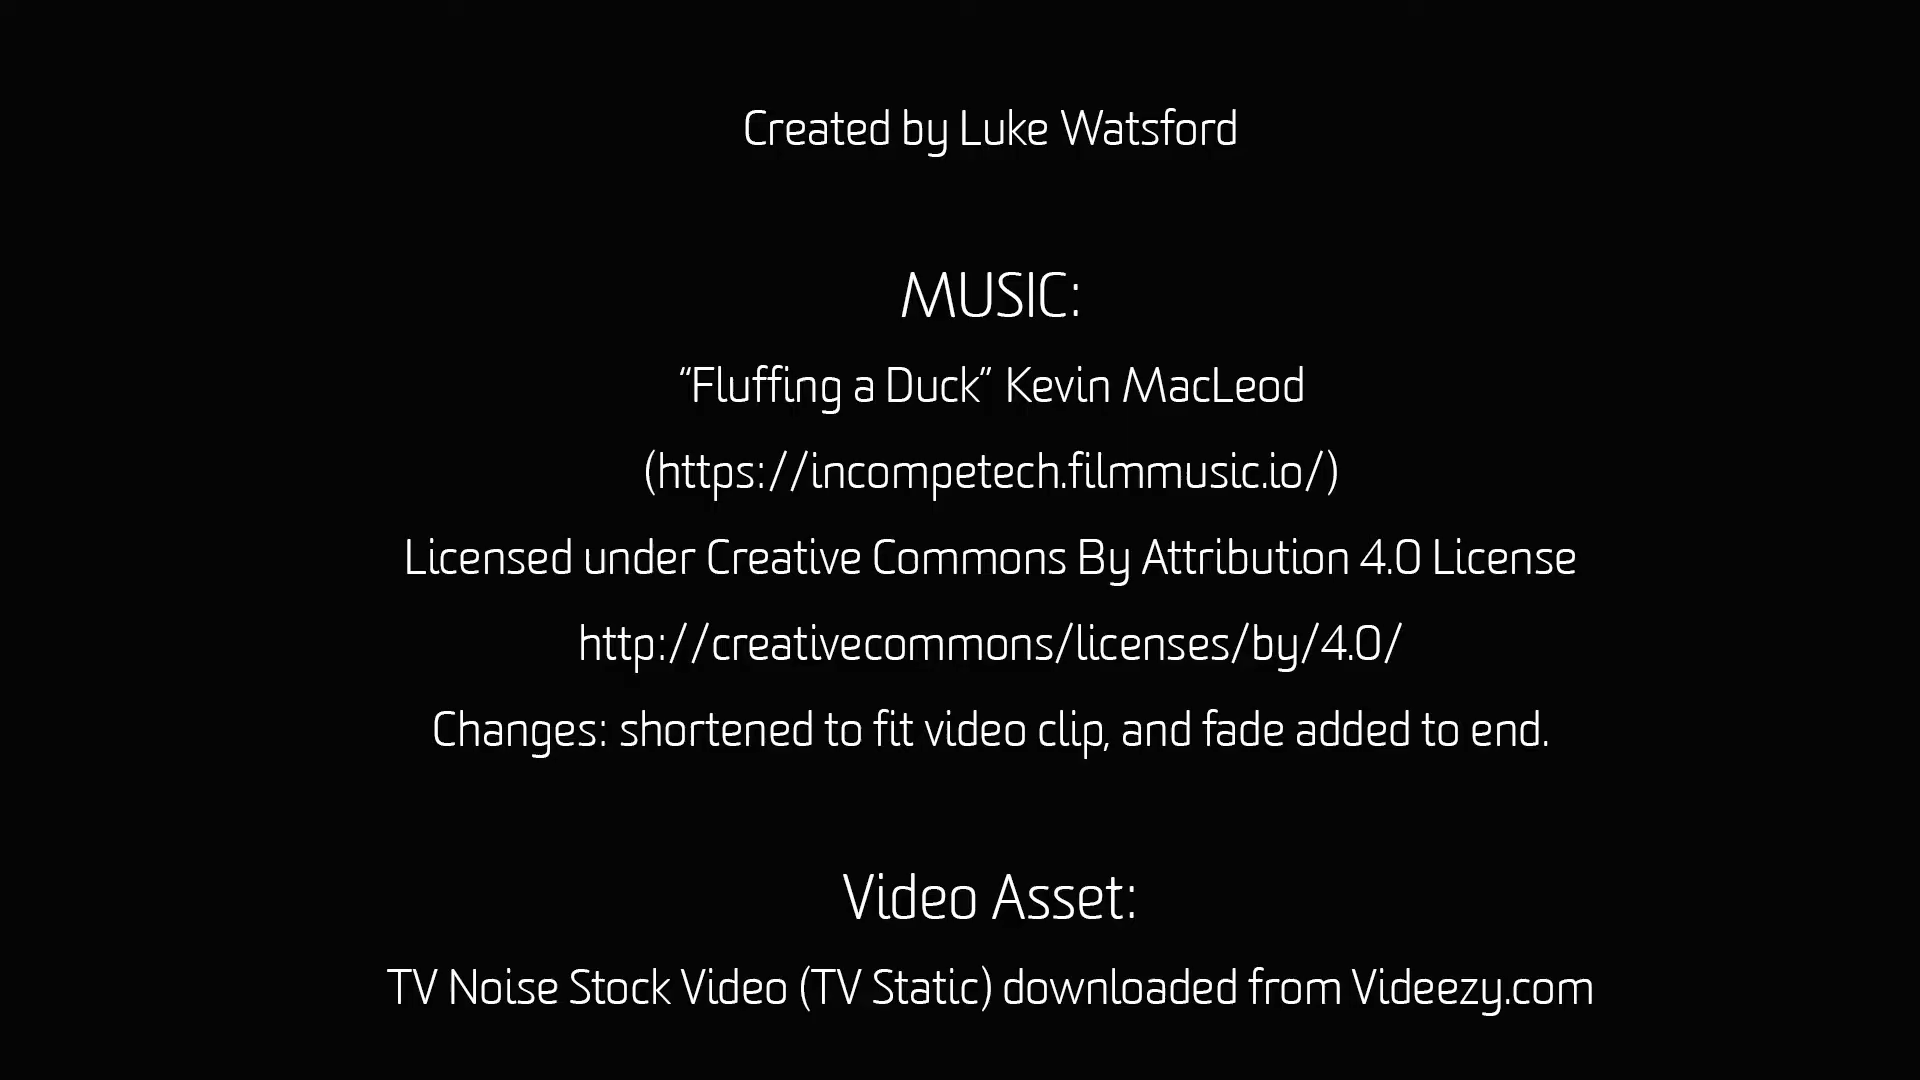 Created by Luke Watsford
MUSIC:
“Fluffing a Duck” Kevin MacLeod
(https://incompetech.filmmusic.io/)
Licensed under Creative Commons By Attribution 4.0 License
http://creativecommons/licenses/by/4.0/
Changes: shortened to fit video clip, and fade added to end.
Video Asset:
TV Noise Stock Video (TV Static) downloaded from Videezy.com